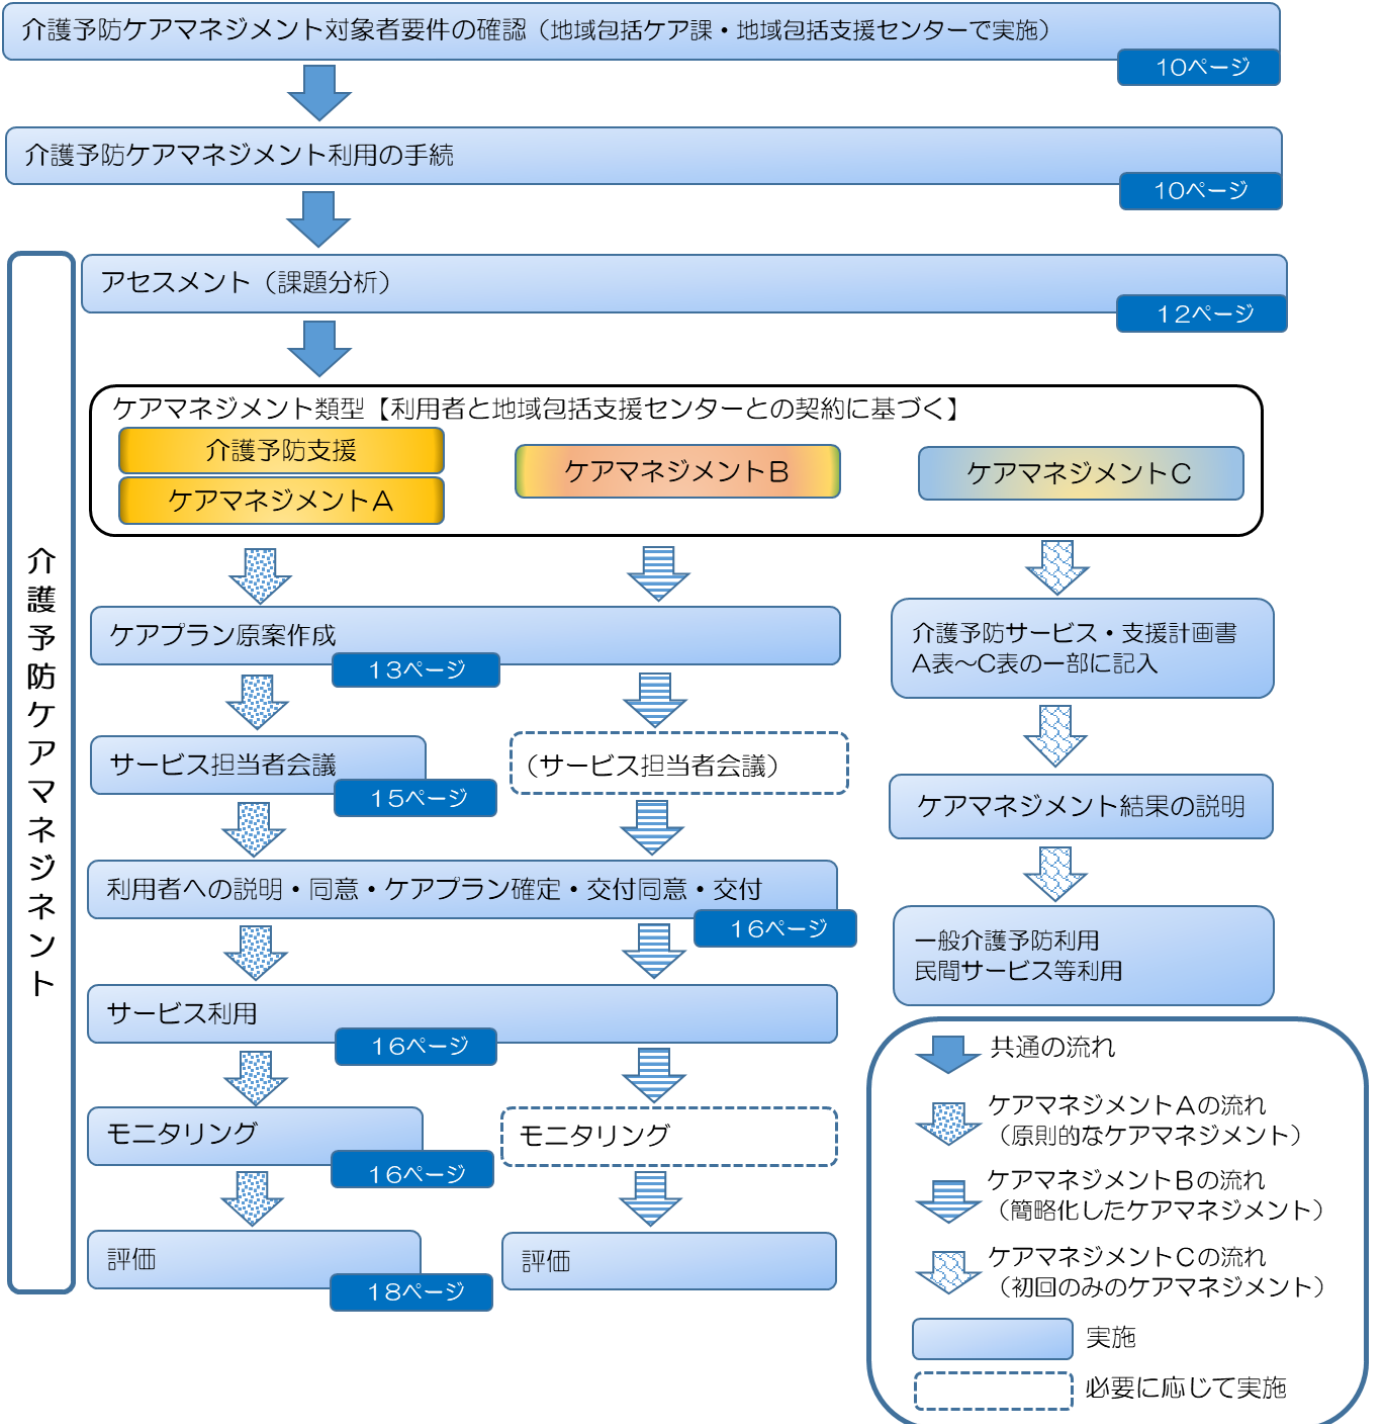 介護予防ケアマネジメント対象者要件の確認（地域包括ケア課・地域包括支援センターで実施）
10ページ
介護予防ケアマネジメント利用の手続
10ページ
アセスメント（課題分析）
12ページ
ケアマネジメント類型【利用者と地域包括支援センターとの契約に基づく】
介護予防支援
ケアマネジメントA
ケアマネジメントB
ケアマネジメントC
介護予防ケアマネジネント
ケアプラン原案作成
13ページ
サービス担当者会議
15ページ
（サービス担当者会議）
利用者への説明・同意・ケアプラン確定・交付同意・交付
16ページ
サービス利用
16ページ
モニタリング
16ページ
モニタリング
評価
18ページ
評価
介護予防サービス・支援計画書
A表～C表の一部に記入
ケアマネジメント結果の説明
一般介護予防利用
民間サービス等利用
共通の流れ
ケアマネジメントAの流れ
（原則的なケアマネジメント）
ケアマネジメントBの流れ
（簡略化したケアマネジメント）
ケアマネジメントCの流れ
（初回のみのケアマネジメント）
実施
必要に応じて実施